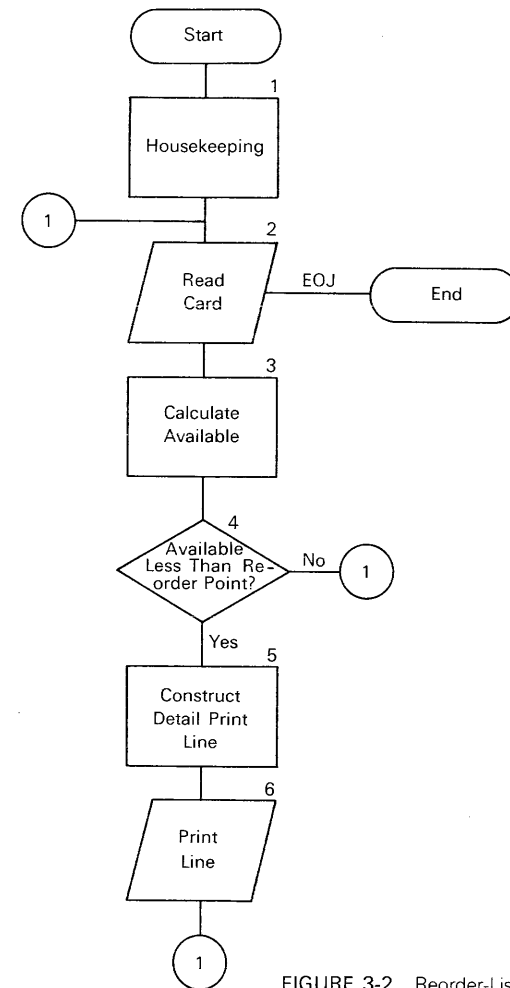 Start
1
Housekeeping
1
2
Read
Card
EOJ
End
3
Calculate
Available
4
Available
Less Than Re-
order Point?
No
1
Yes
5
Construct
Detail Print
Line
6
Print
Line
1
FIGURE 3-2 Reorder-Lis